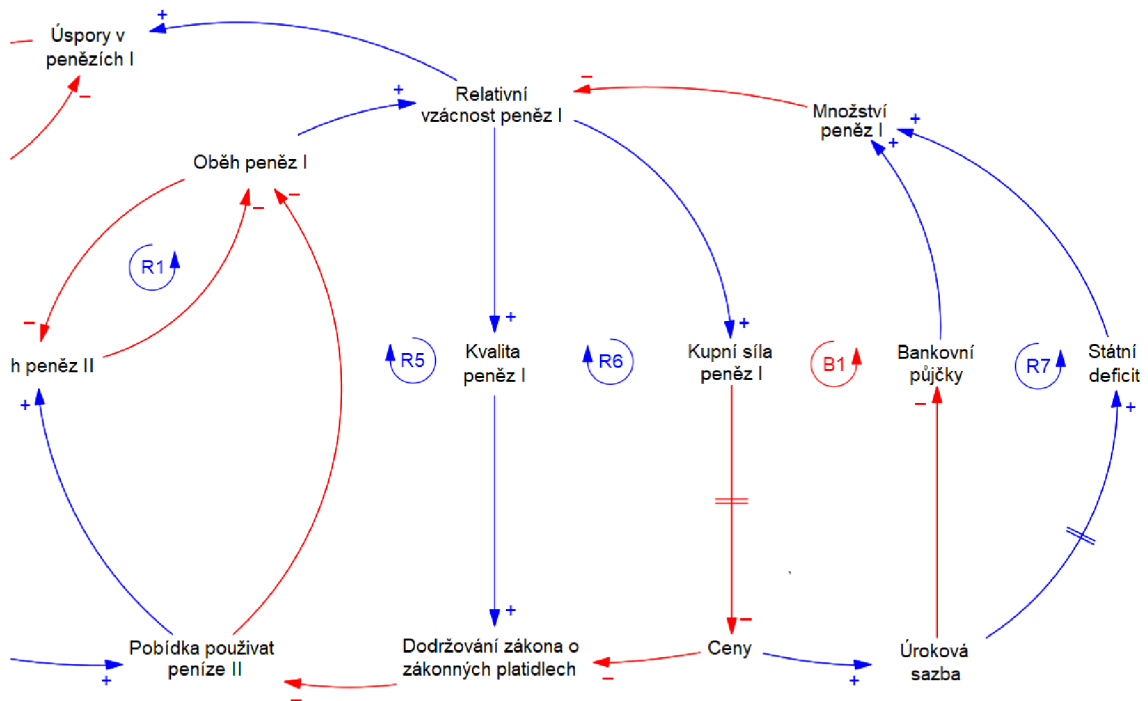 Úspory v
penězích I
+
−
Relativní
vzácnost peněz I
+
−
Množství
peněz I
+
+
Oběh peněz I
−
−
R1
−
h peněz II
+
R5
+
Kvalita
peněz I
R6
+
Kupní síla
peněz I
B1
Bankovní
půjčky
−
R7
Státní
deficit
+
+
−
Pobídka použivat
peníze II
+
Dodržování zákona o
zákonných platidlech
−
−
Ceny
+
Úroková
sazba